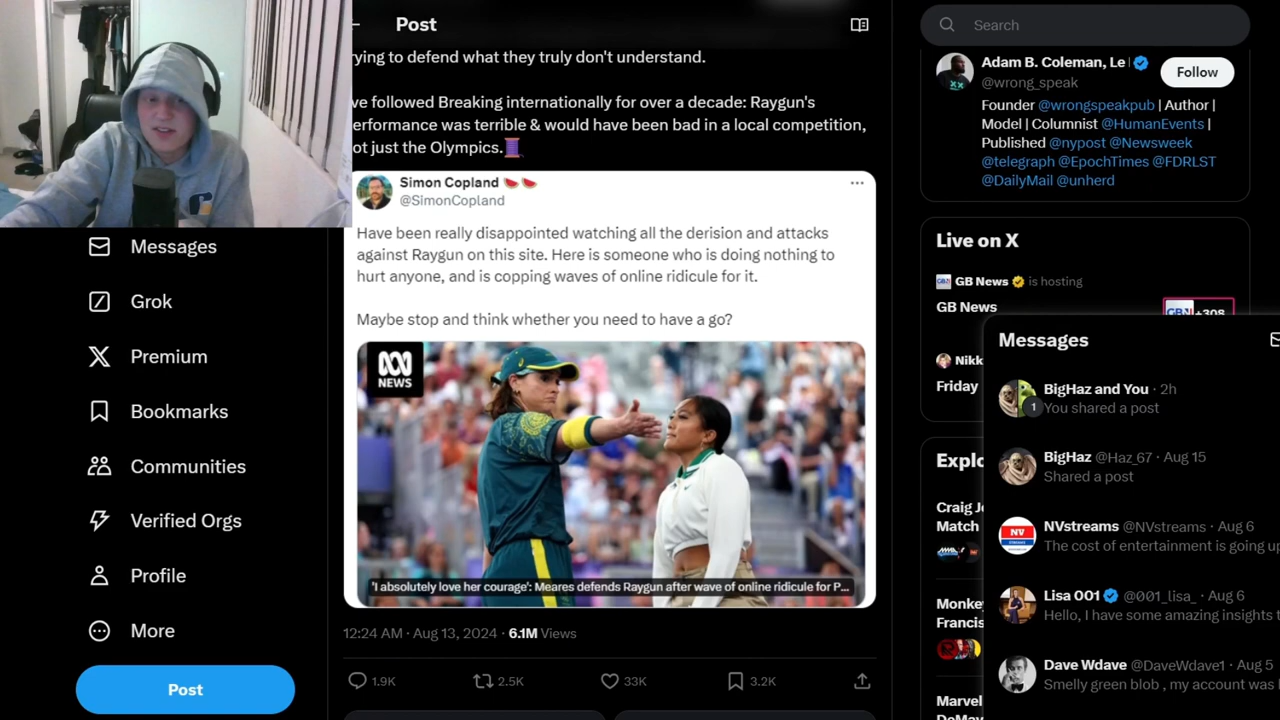 Post
rying to defend what they truly don't understand.
ve followed Breaking internationally for over a decade: Raygun's
erformance was terrible & would have been bad in a local competition,
ot just the Olympics.🧵
Simon Copland 🍉🍉
@SimonCopland
Have been really disappointed watching all the derision and attacks
against Raygun on this site. Here is someone who is doing nothing to
hurt anyone, and is copping waves of online ridicule for it.
Maybe stop and think whether you need to have a go?
NEWS
'I absolutely love her courage': Meares defends Raygun after wave of online ridicule for P...
12:24 AM · Aug 13, 2024 · 6.1M Views
1.9K
2.5K
33K
3.2K
Messages
Grok
Premium
Bookmarks
Communities
Verified Orgs
Profile
More
Post
Search
Adam B. Coleman, Le
@wrong_speak
Follow
Founder @wrongspeakpub | Author |
Model | Columnist @HumanEvents |
Published @nypost @Newsweek
@telegraph @EpochTimes @FDRLST
@DailyMail @unherd
Live on X
GB News is hosting
GB News
+308
Nikk
Friday
Explo
Craig Jo
Match
Monke
Francis
Marvel
DeMay
Messages
BigHaz and You · 2h
1
You shared a post
BigHaz @Haz_67 · Aug 15
Shared a post
NV
NVstreams @NVstreams · Aug 6
The cost of entertainment is going up
Lisa 001 @001_lisa_ · Aug 6
Hello, I have some amazing insights t
Dave Wdave @DaveWdave1 · Aug 5
Smelly green blob , my account was